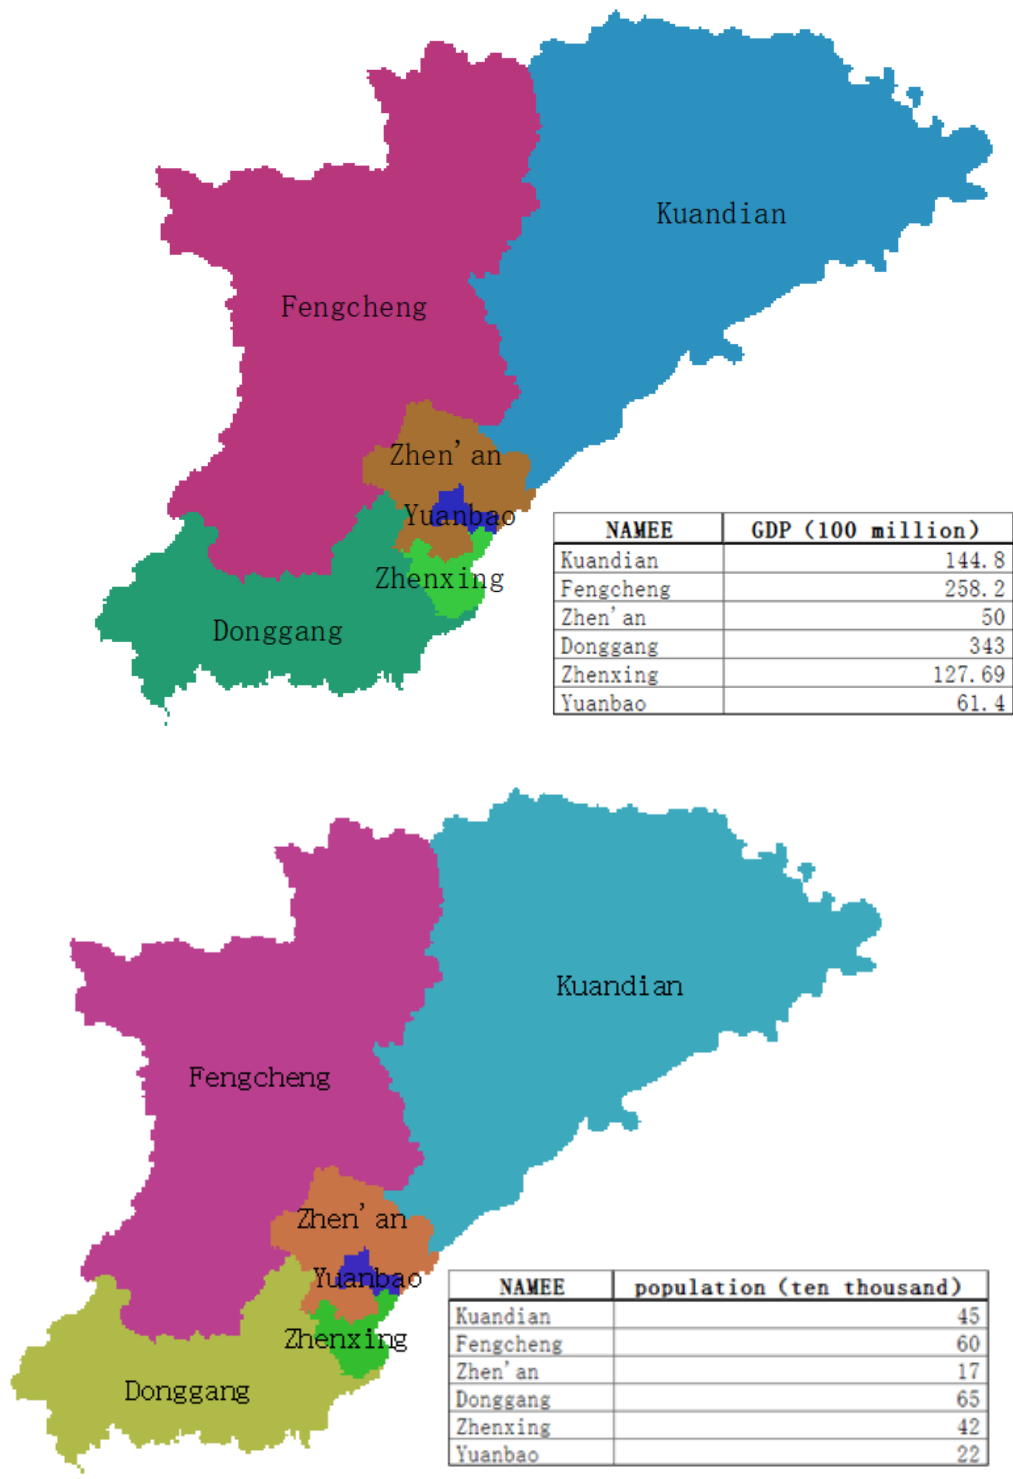 Kuandian
Fengcheng
Zhen'an
Yuanbao
Zhenxing
Donggang
NAMEE GDP (100 million)
Kuandian 144.8
Fengcheng 258.2
Zhen'an 50
Donggang 343
Zhenxing 127.69
Yuanbao 61.4
Kuandian
Fengcheng
Zhen'an
Yuanbao
Zhenxing
Donggang
NAMEE population (ten thousand)
Kuandian 45
Fengcheng 60
Zhen'an 17
Donggang 65
Zhenxing 42
Yuanbao 22